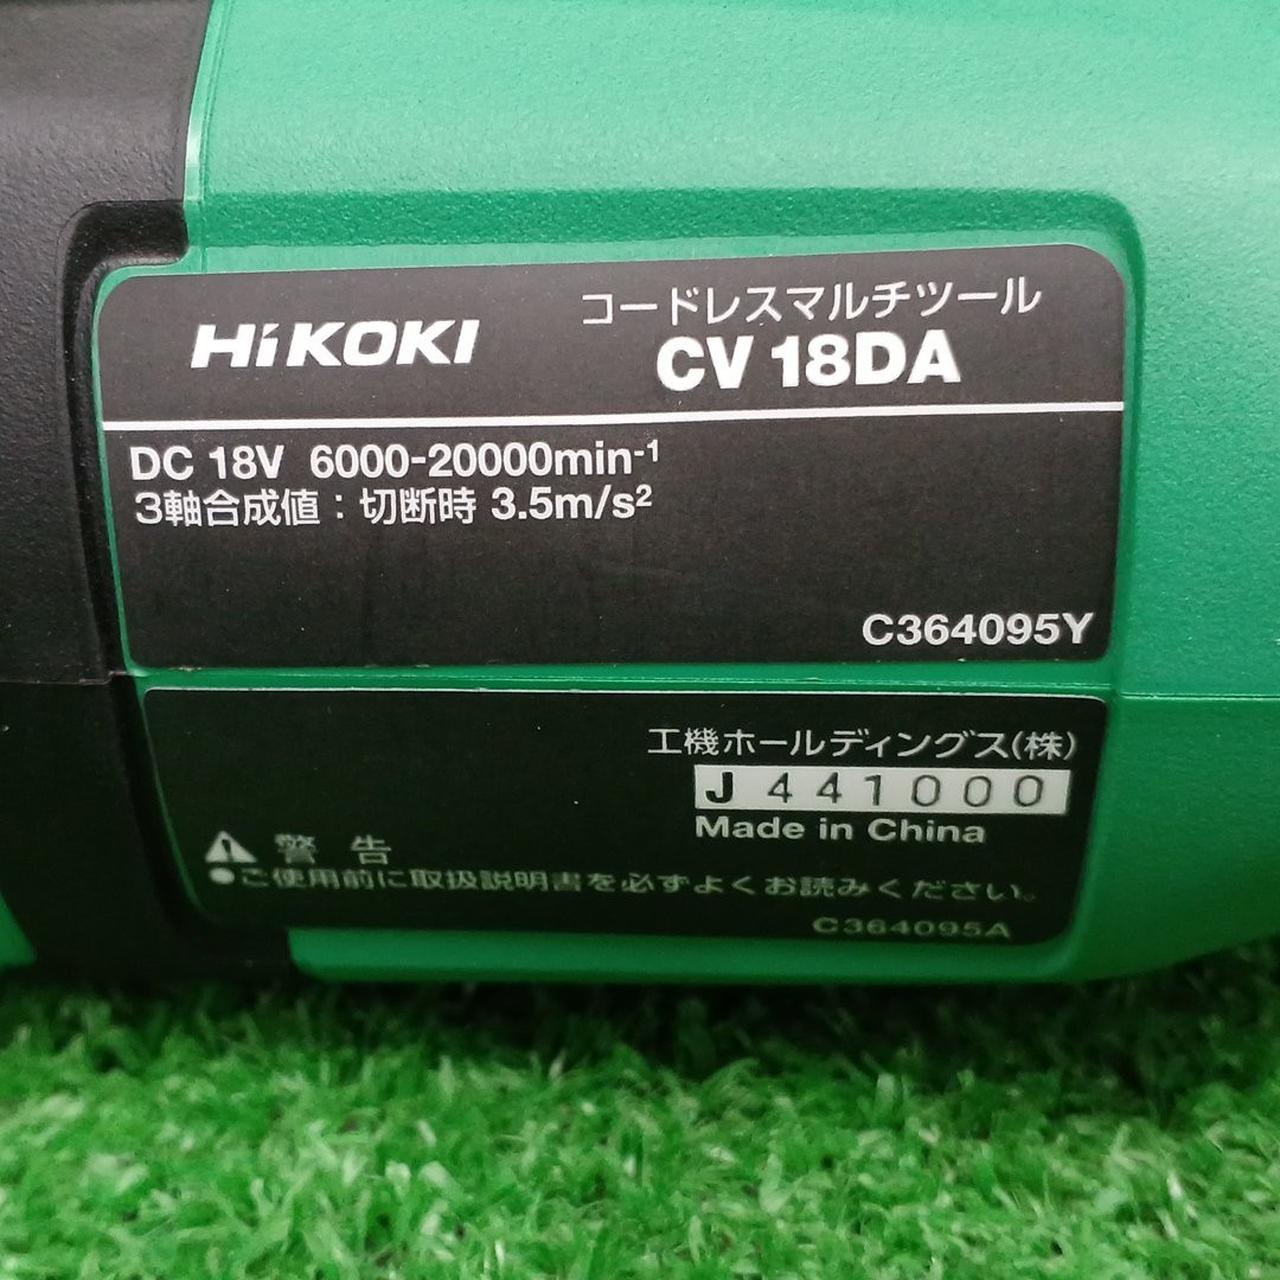 HiKOKI
コードレスマルチツール
CV 18DA
DC 18V 6000-20000min-1
3軸合成値：切断時 3.5m/s²
C364095Y
工機ホールディングス(株)
J 441000
Made in China
警 告
●ご使用前に取扱説明書を必ずよくお読みください。
C364095A